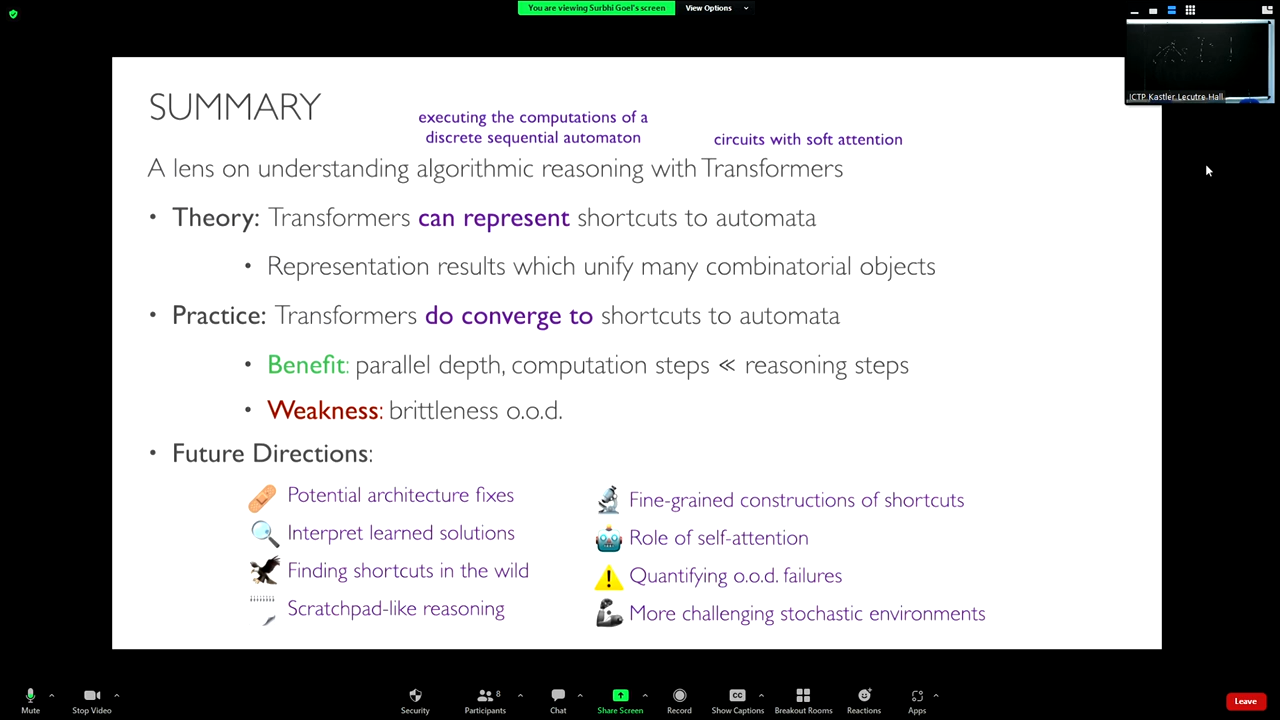 You are viewing Surbhi Goel's screen
View Options
ICTP Kastler Lecutre Hall
SUMMARY
executing the computations of a
discrete sequential automaton
circuits with soft attention
A lens on understanding algorithmic reasoning with Transformers
• Theory: Transformers can represent shortcuts to automata
• Representation results which unify many combinatorial objects
• Practice: Transformers do converge to shortcuts to automata
• Benefit: parallel depth, computation steps ≪ reasoning steps
• Weakness: brittleness o.o.d.
• Future Directions:
Potential architecture fixes
Interpret learned solutions
Finding shortcuts in the wild
Scratchpad-like reasoning
Fine-grained constructions of shortcuts
Role of self-attention
Quantifying o.o.d. failures
More challenging stochastic environments
Mute
Stop Video
Security
Participants
8
Chat
Share Screen
Record
CC
Show Captions
Breakout Rooms
Reactions
Apps
Leave